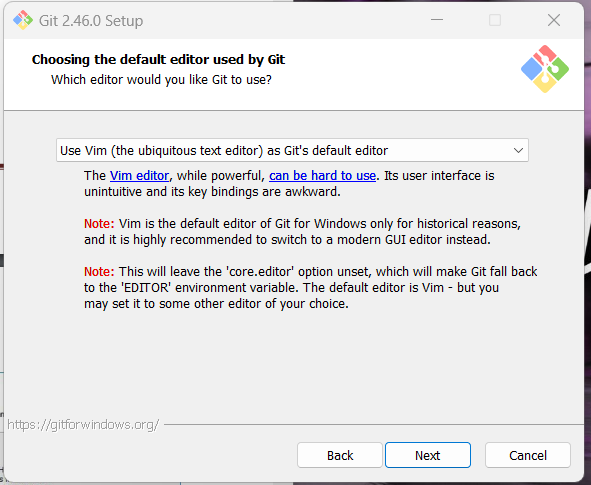 Git 2.46.0 Setup
Choosing the default editor used by Git
Which editor would you like Git to use?
Use Vim (the ubiquitous text editor) as Git's default editor
The Vim editor, while powerful, can be hard to use. Its user interface is
unintuitive and its key bindings are awkward.
Note: Vim is the default editor of Git for Windows only for historical reasons,
and it is highly recommended to switch to a modern GUI editor instead.
Note: This will leave the 'core.editor' option unset, which will make Git fall back
to the 'EDITOR' environment variable. The default editor is Vim - but you
may set it to some other editor of your choice.
https://gitforwindows.org/
Back
Next
Cancel